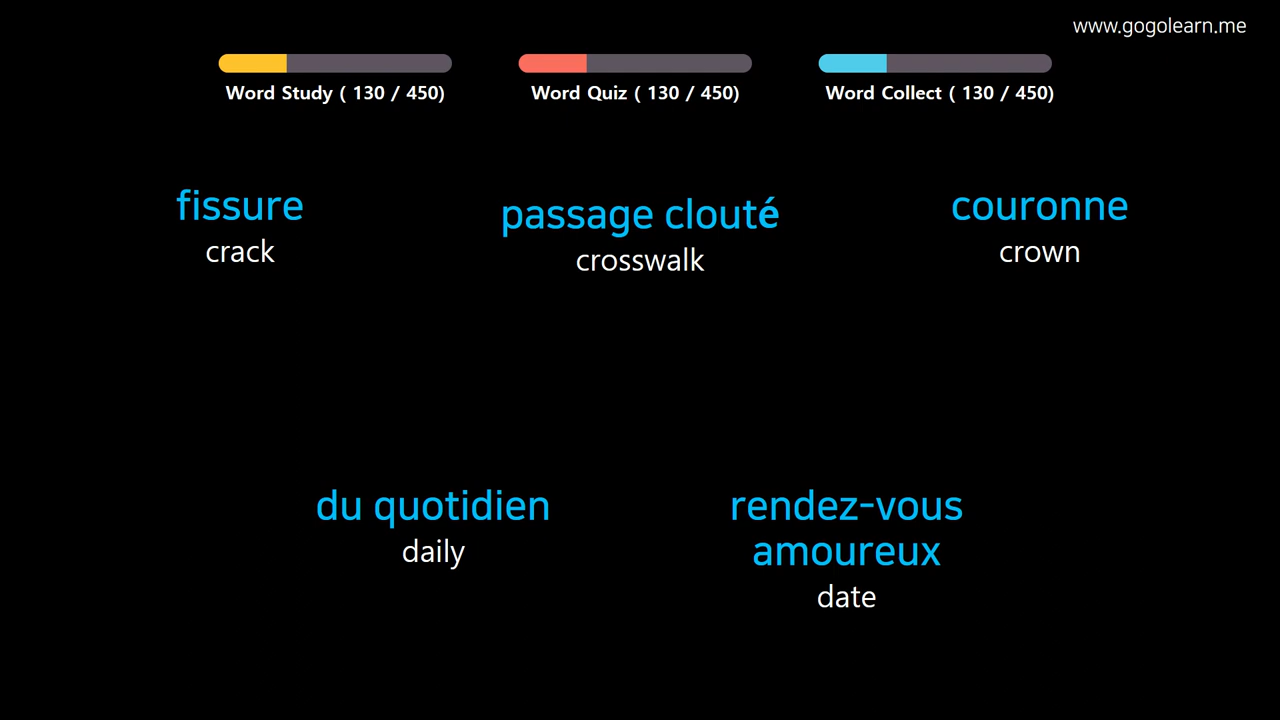 www.gogolearn.me
Word Study ( 130 / 450)
Word Quiz ( 130 / 450)
Word Collect ( 130 / 450)
fissure
crack
passage clouté
crosswalk
couronne
crown
du quotidien
daily
rendez-vous
amoureux
date